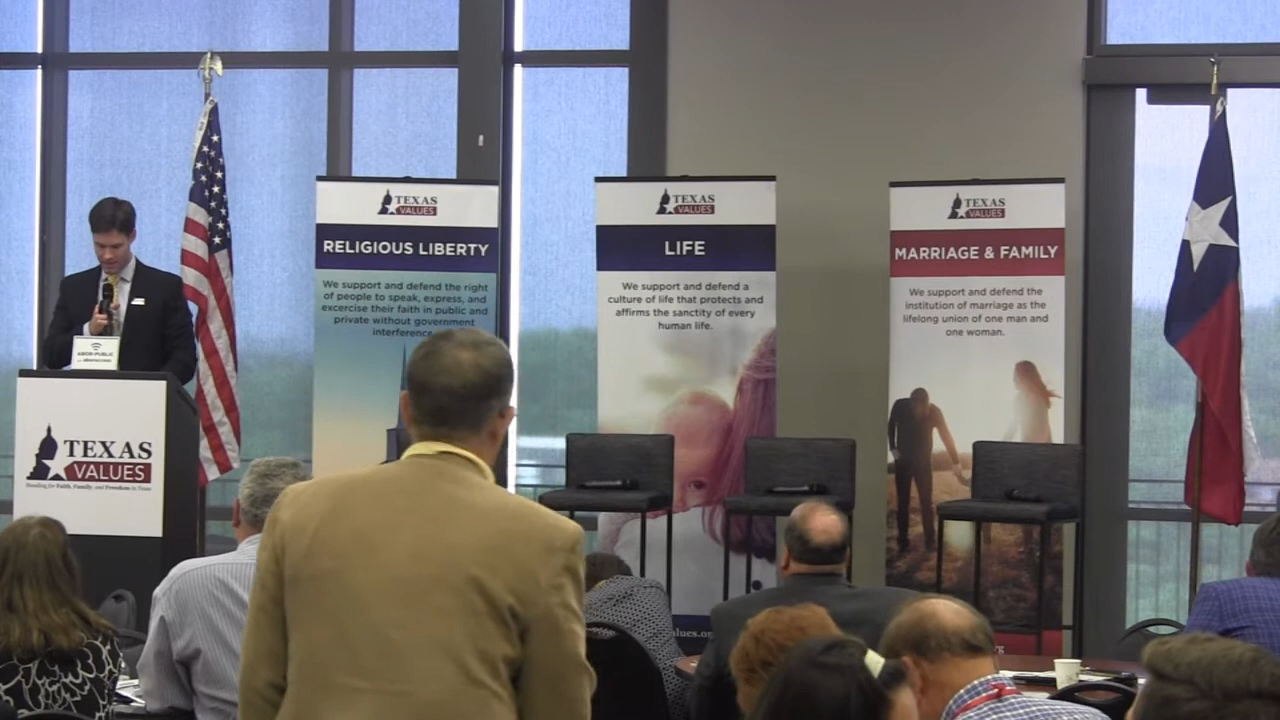 TEXAS
VALUES
RELIGIOUS LIBERTY
We support and defend the right
of people to speak, express, and
excercise their faith in public and
private without government
interference
TEXAS
VALUES
LIFE
We support and defend a
culture of life that protects and
affirms the sanctity of every
human life.
TEXAS
VALUES
MARRIAGE & FAMILY
We support and defend the
institution of marriage as the
lifelong union of one man and
one woman.
ABOR-PUBLIC
TEXAS
VALUES
Standing for Faith, Family, and Freedom in Texas